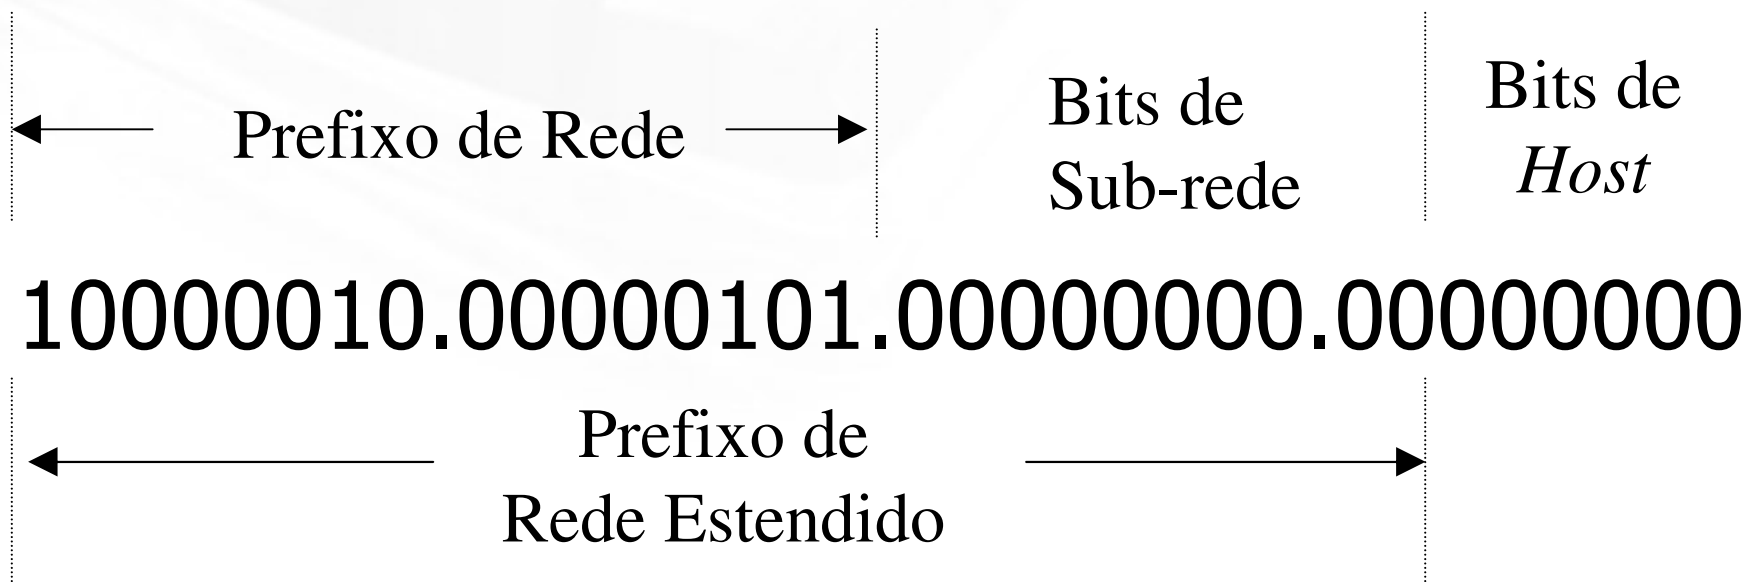 Prefixo de Rede
Bits de
Sub-rede
Bits de
Host
10000010.00000101.00000000.00000000
Prefixo de
Rede Estendido